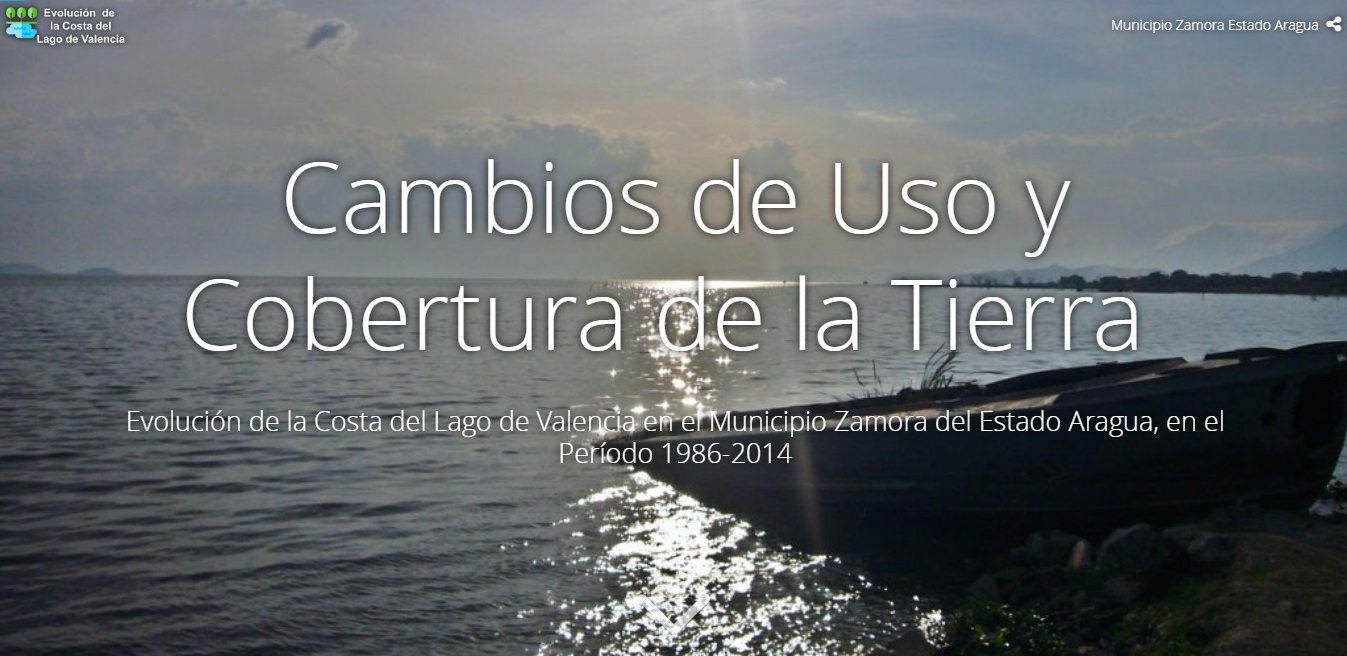 Evolución de
la Costa del
Lago de Valencia
Municipio Zamora Estado Aragua
Cambios de Uso y
Cobertura de la Tierra
Evolución de la Costa del Lago de Valencia en el Municipio Zamora del Estado Aragua, en el
Período 1986-2014